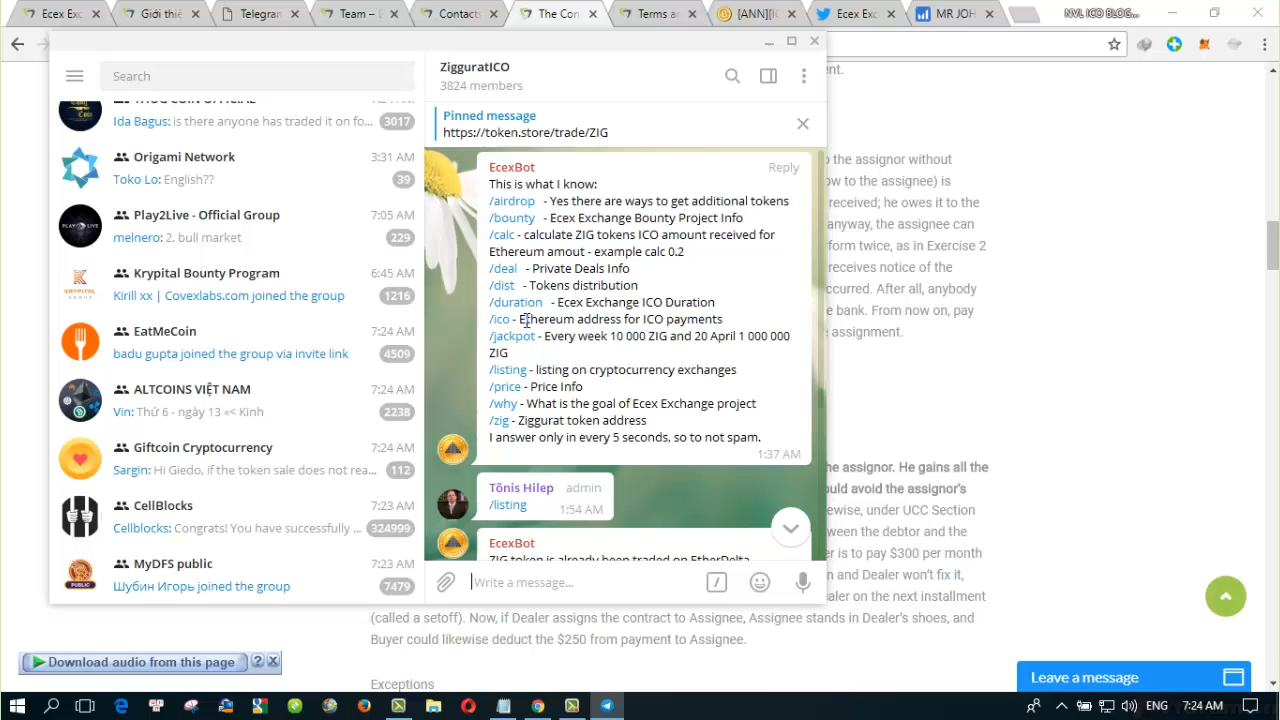 Ecex Exc
Giới thiệ
Telegran
Team – E
Contacts
The Con
Terms a
[ANN][IC
Ecex Exc
MR JOH
NVL ICO BLOG...
Search
ZigguratICO
3824 members
Pinned message
https://token.store/trade/ZIG
Ida Bagus: is there anyone has traded it on fo...
3017
Origami Network
3:31 AM
Toko Lo: English??
39
Play2Live - Official Group
7:05 AM
melnero: 2. bull market
229
Krypital Bounty Program
6:45 AM
Kirill xx | Covexlabs.com joined the group
1216
EatMeCoin
7:24 AM
badu gupta joined the group via invite link
4509
ALTCOINS VIỆT NAM
7:24 AM
Vin: Thứ 6 - ngày 13 «< Kinh
2238
Giftcoin Cryptocurrency
7:24 AM
Sargin: Hi Giedo, if the token sale does not rea...
112
CellBlocks
7:23 AM
Cellblocks: Congrats! You have successfully ...
324999
MyDFS public
7:23 AM
Шубин Игорь joined the group
7479
EcexBot
Reply
This is what I know:
/airdrop - Yes there are ways to get additional tokens
/bounty - Ecex Exchange Bounty Project Info
/calc - calculate ZIG tokens ICO amount received for
Ethereum amout - example calc 0.2
/deal - Private Deals Info
/dist - Tokens distribution
/duration - Ecex Exchange ICO Duration
/ico - Ethereum address for ICO payments
/jackpot - Every week 10 000 ZIG and 20 April 1 000 000
ZIG
/listing - listing on cryptocurrency exchanges
/price - Price Info
/why - What is the goal of Ecex Exchange project
/zig - Ziggurat token address
I answer only in every 5 seconds, so to not spam.
1:37 AM
Tõnis Hilep
admin
/listing
1:54 AM
EcexBot
ZIG token is already been traded on EtherDelta
Write a message...
ent.
the assignor without
ow to the assignee) is
received; he owes it to the
anyway, the assignee can
form twice, as in Exercise 2
receives notice of the
occurred. After all, anybody
e bank. From now on, pay
e assignment.
he assignor. He gains all the
ould avoid the assignor's
ewise, under UCC Section
ween the debtor and the
er is to pay $300 per month
n and Dealer won't fix it,
ealer on the next installment
(called a setoff). Now, if Dealer assigns the contract to Assignee, Assignee stands in Dealer's shoes, and
Buyer could likewise deduct the $250 from payment to Assignee.
Exceptions
Download audio from this page
Leave a message
ENG
7:24 AM